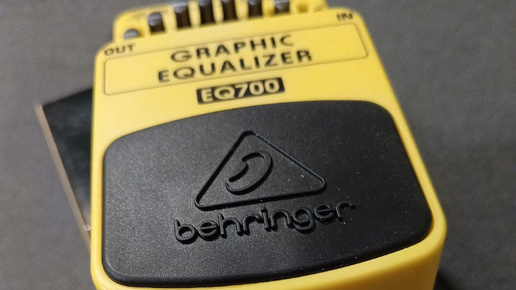 OUT
IN
GRAPHIC
EQUALIZER
EQ700
behringer